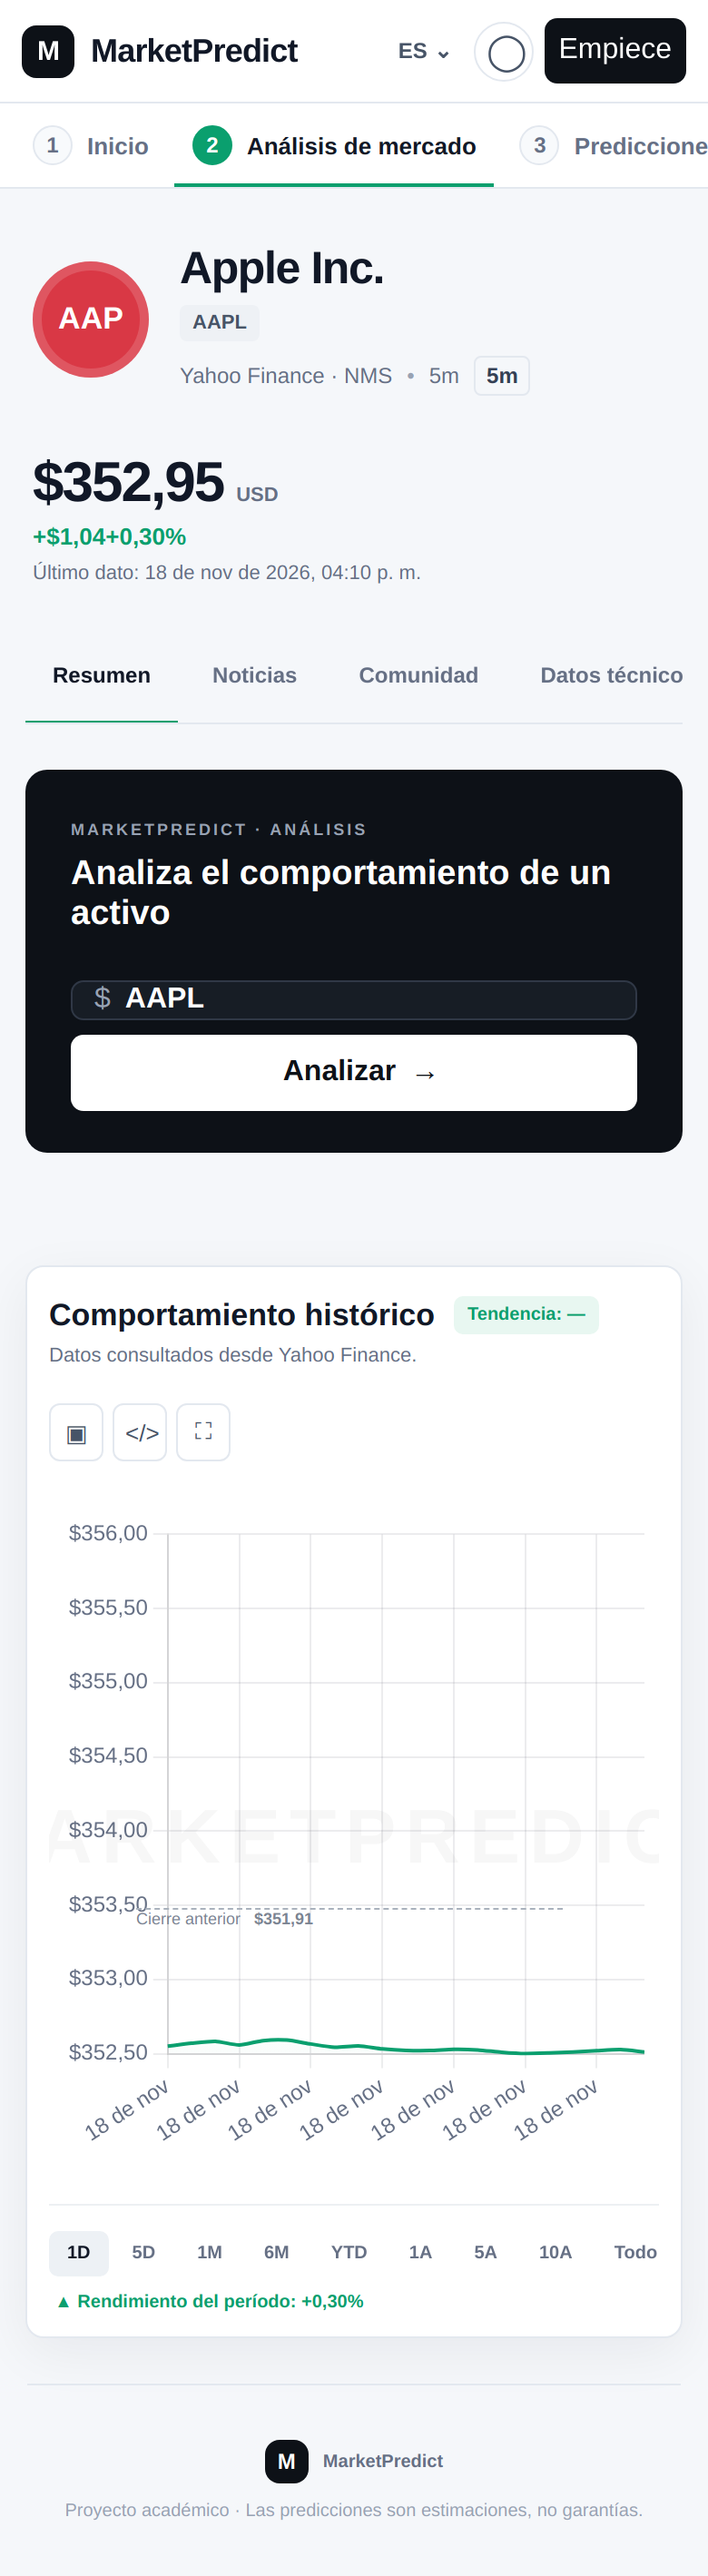 M MarketPredict ES Empiece
1 Inicio 2 Análisis de mercado 3 Prediccione
AAP
Apple Inc.
AAPL
Yahoo Finance · NMS • 5m 5m
$352,95 USD
+$1,04+0,30%
Último dato: 18 de nov de 2026, 04:10 p. m.
Resumen Noticias Comunidad Datos técnico
MARKETPREDICT · ANÁLISIS
Analiza el comportamiento de un
activo
$ AAPL
Analizar →
Comportamiento histórico Tendencia: —
Datos consultados desde Yahoo Finance.
</>
$356,00
$355,50
$355,00
$354,50
ARKETPREDIC
$354,00
$353,50
Cierre anterior $351,91
$353,00
$352,50
18 de nov 18 de nov 18 de nov 18 de nov 18 de nov 18 de nov 18 de nov
1D 5D 1M 6M YTD 1A 5A 10A Todo
▲ Rendimiento del período: +0,30%
M MarketPredict
Proyecto académico · Las predicciones son estimaciones, no garantías.